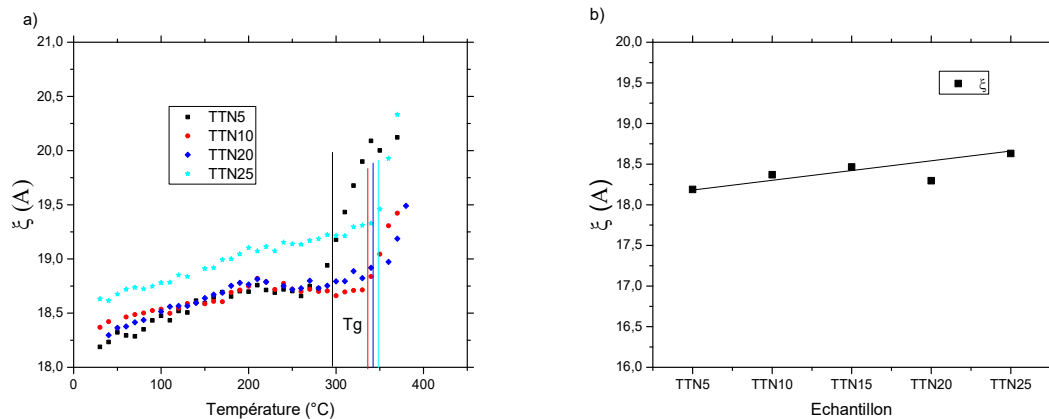 a)
21,0
20,5
20,0
19,5
19,0
18,5
18,0
ξ (A)
TTN5
TTN10
TTN20
TTN25
Tg
0 100 200 300 400
Température (°C)
b)
20,0
19,5
19,0
18,5
18,0
17,5
17,0
16,5
16,0
ξ (A)
ξ
TTN5 TTN10 TTN15 TTN20 TTN25
Echantillon